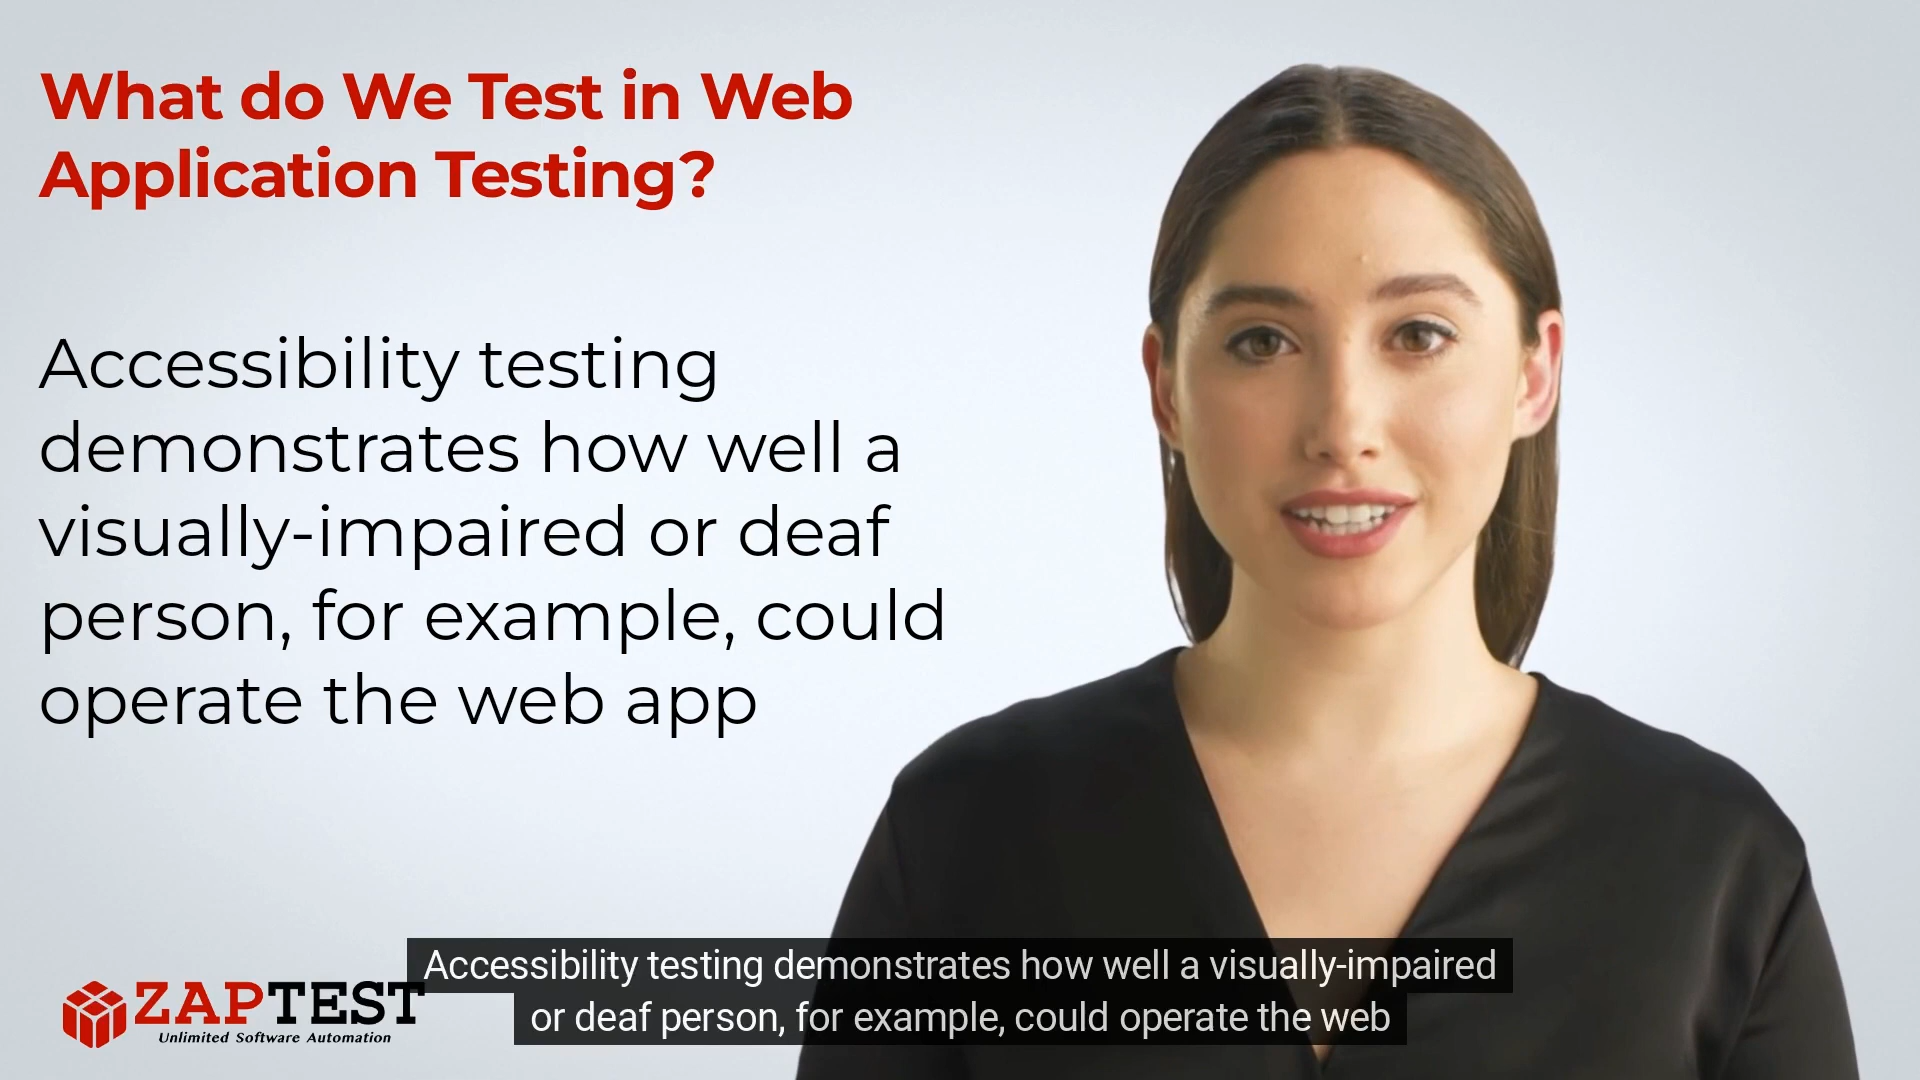 What do We Test in Web
Application Testing?
Accessibility testing
demonstrates how well a
visually-impaired or deaf
person, for example, could
operate the web app
Accessibility testing demonstrates how well a visually-impaired
or deaf person, for example, could operate the web
ZAPTEST
Unlimited Software Automation